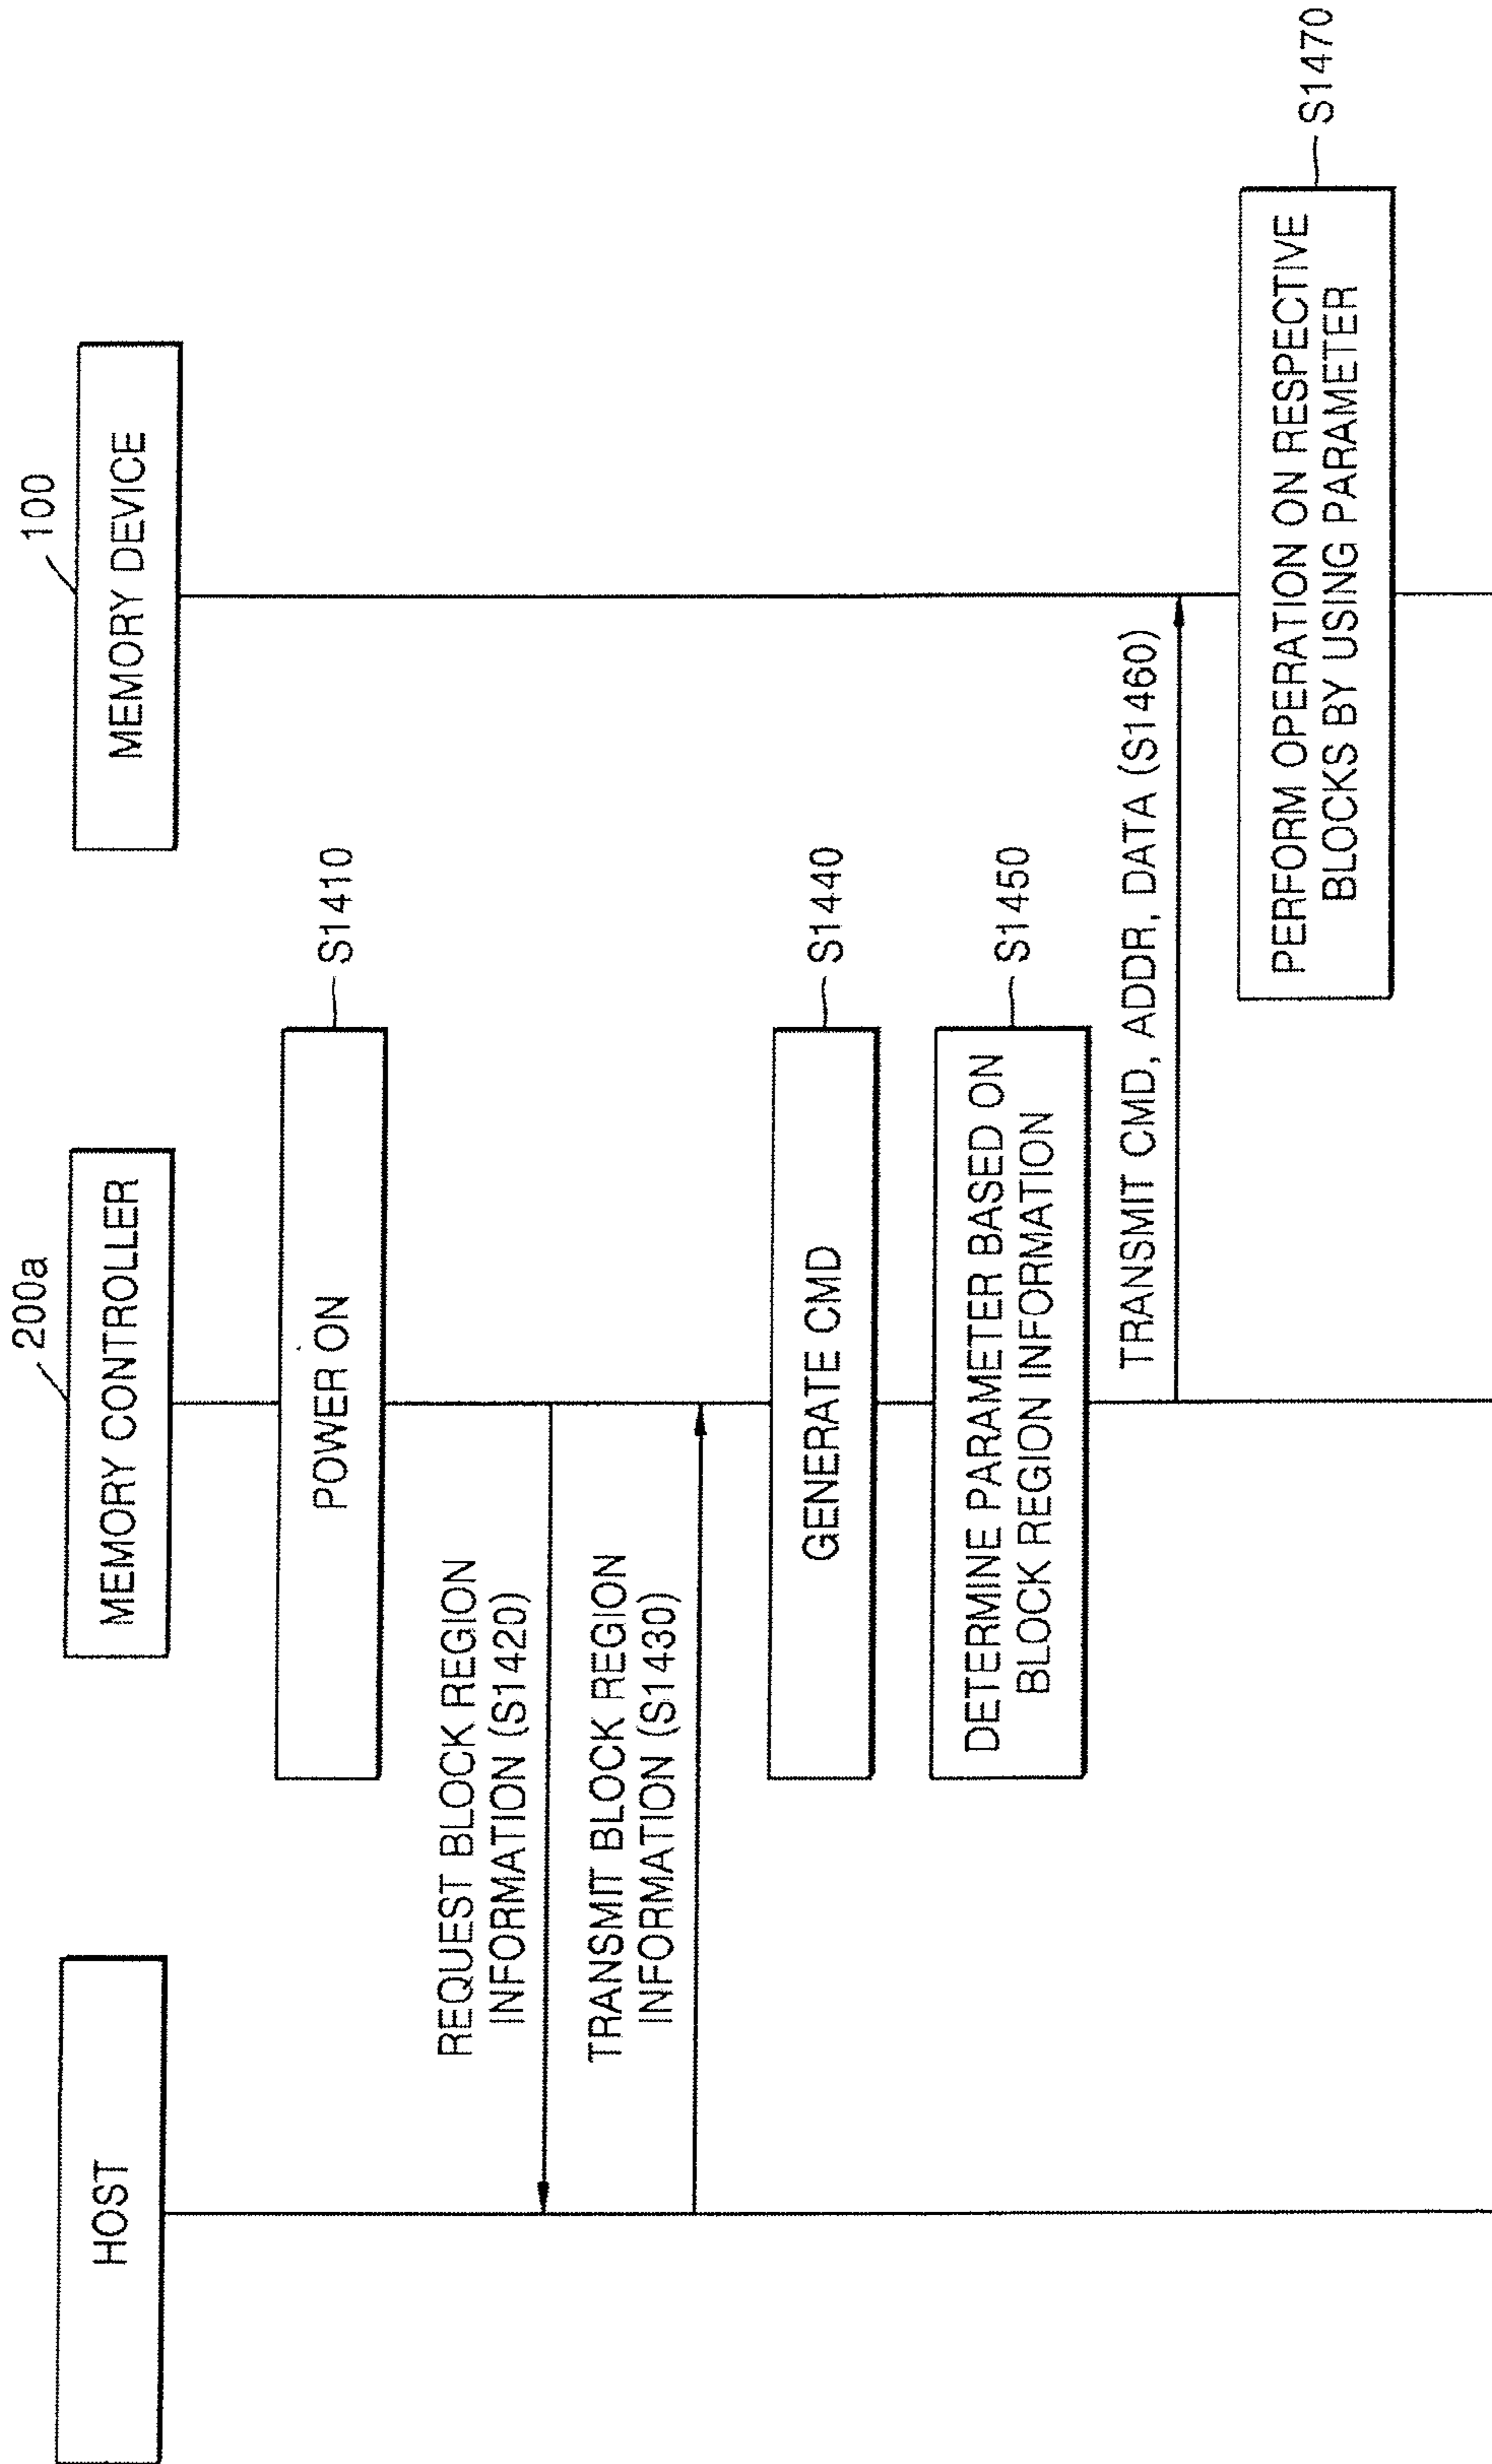 HOST
200a
MEMORY CONTROLLER
100
MEMORY DEVICE
POWER ON
S1410
REQUEST BLOCK REGION
INFORMATION (S1420)
TRANSMIT BLOCK REGION
INFORMATION (S1430)
GENERATE CMD
S1440
DETERMINE PARAMETER BASED ON
BLOCK REGION INFORMATION
S1450
TRANSMIT CMD, ADDR, DATA (S1460)
PERFORM OPERATION ON RESPECTIVE
BLOCKS BY USING PARAMETER
S1470